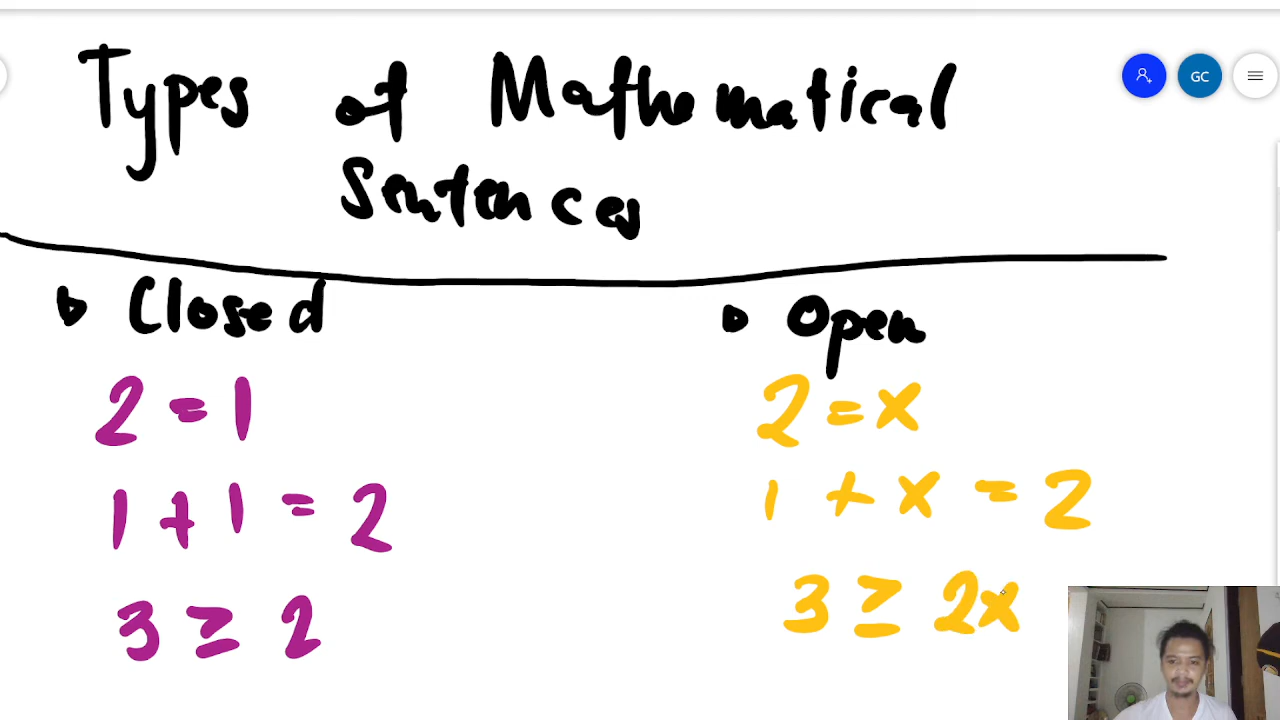 Types of Mathematical
Sentences
GC
Closed
Open
2 = 1
2 = x
1 + 1 = 2
1 + x = 2
3 ≥ 2
3 ≥ 2x